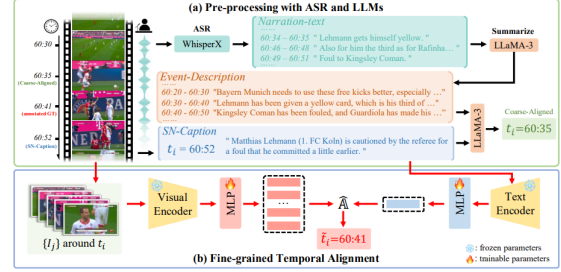 (a) Pre-processing with ASR and LLMs
60:30
60:35
(Coarse-Aligned)
60:41
(annotated GT)
60:52
(SN-Caption)
ASR
WhisperX
Narration-text
......
60:34 – 60:35 " Lehmann gets himself yellow.
60:46 – 60:48 " Also for him the third as for Rafinha…
60:49 – 60:51 " Foul to Kingsley Coman.
......
Summarize
LLaMA-3
Event-Description
......
60:20 - 60:30 "Bayern Munich needs to use these free kicks better, especially …"
60:30 - 60:40 "Lehmann has been given a yellow card, which is his third of …"
60:40 - 60:50 "Kingsley Coman has been fouled, and Guardiola has made his …"
......
SN-Caption
t_i = 60:52
" Matthias Lehmann (1. FC Koln) is cautioned by the referee for
a foul that he committed a little earlier. "
LLaMA-3
Coarse-Aligned
t_i=60:35
{I_j} around t_i
Visual
Encoder
MLP
...
𝔸
t̃_i=60:41
MLP
Text
Encoder
: frozen parameters
: trainable parameters
(b) Fine-grained Temporal Alignment